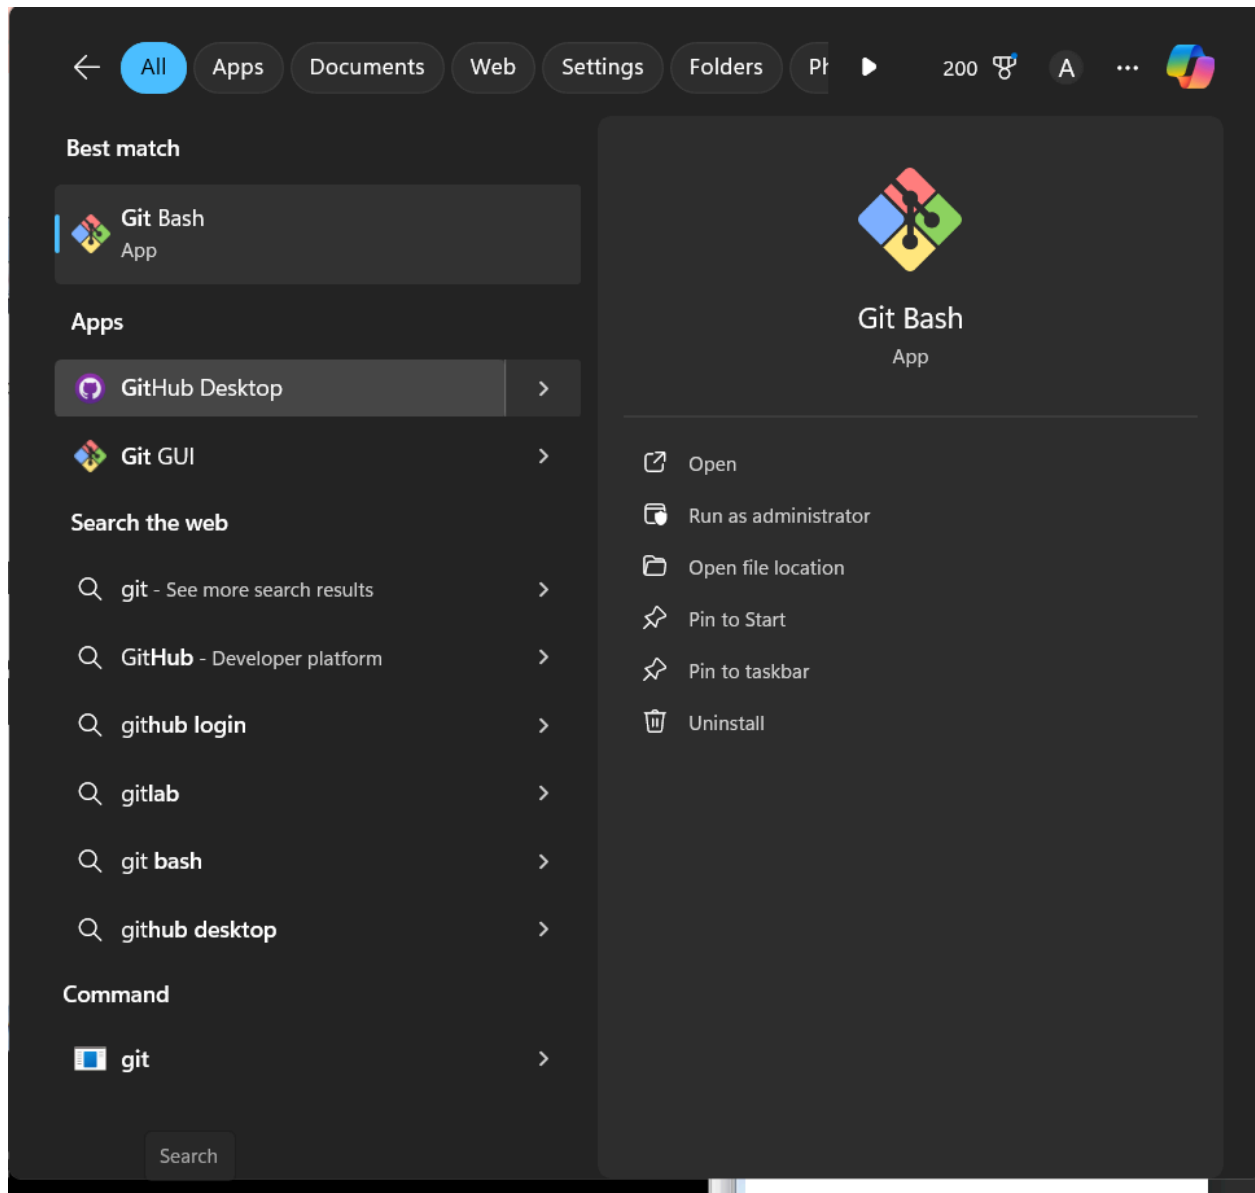 All Apps Documents Web Settings Folders 200 A ...
Best match
Git Bash
App
Apps
GitHub Desktop
Git GUI
Search the web
git - See more search results
GitHub - Developer platform
github login
gitlab
git bash
github desktop
Command
git
Search
Git Bash
App
Open
Run as administrator
Open file location
Pin to Start
Pin to taskbar
Uninstall